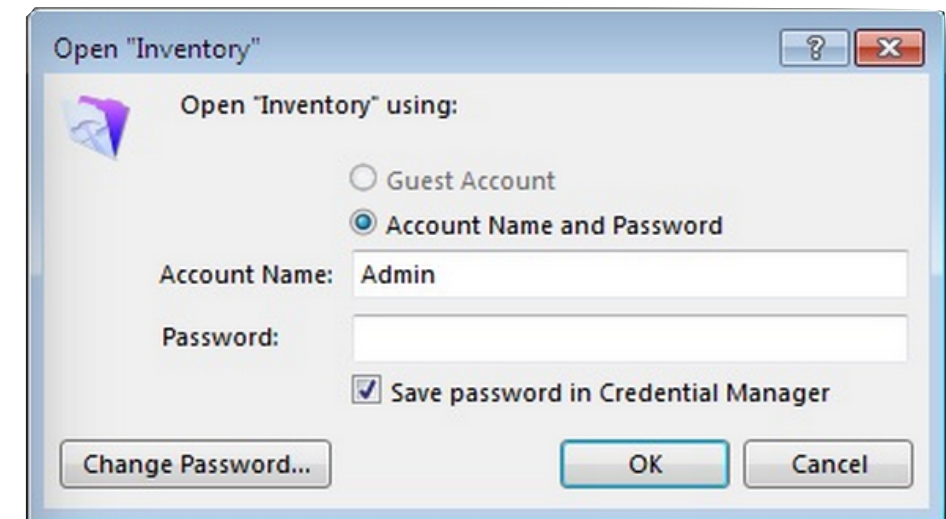 Open "Inventory"
Open "Inventory" using:
Guest Account
Account Name and Password
Account Name: Admin
Password:
Save password in Credential Manager
Change Password... OK Cancel